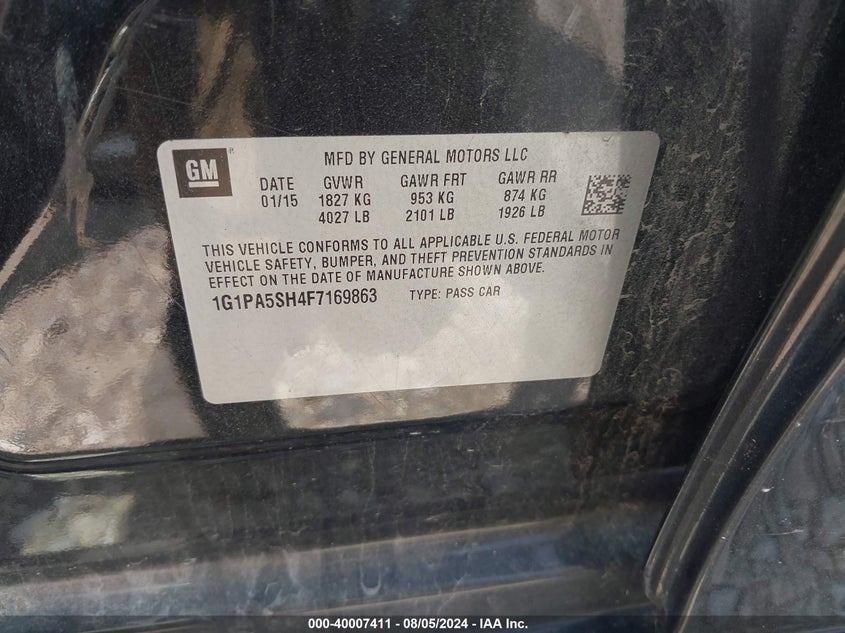 GM
MFD BY GENERAL MOTORS LLC
DATE GVWR GAWR FRT GAWR RR
01/15 1827 KG 953 KG 874 KG
4027 LB 2101 LB 1926 LB
THIS VEHICLE CONFORMS TO ALL APPLICABLE U.S. FEDERAL MOTOR
VEHICLE SAFETY, BUMPER, AND THEFT PREVENTION STANDARDS IN
EFFECT ON THE DATE OF MANUFACTURE SHOWN ABOVE.
1G1PA5SH4F7169863 TYPE: PASS CAR
000-40007411 - 08/05/2024 - IAA Inc.